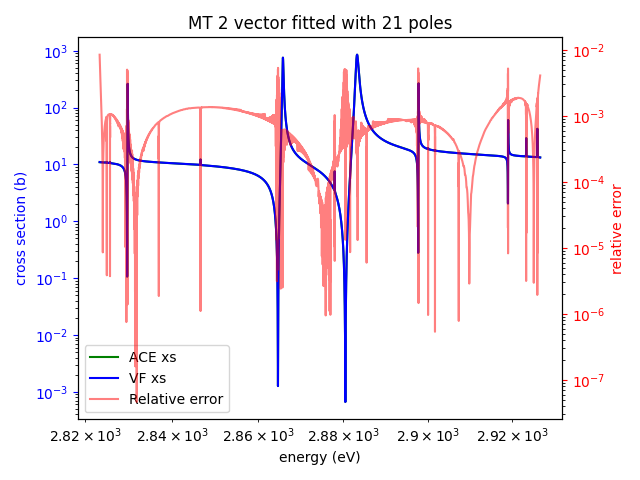 MT 2 vector fitted with 21 poles
10³
10²
10¹
10⁰
10⁻¹
10⁻²
10⁻³
cross section (b)
10⁻²
10⁻³
10⁻⁴
10⁻⁵
10⁻⁶
10⁻⁷
relative error
ACE xs
VF xs
Relative error
2.82 × 10³ 2.84 × 10³ 2.86 × 10³ 2.88 × 10³ 2.9 × 10³ 2.92 × 10³
energy (eV)